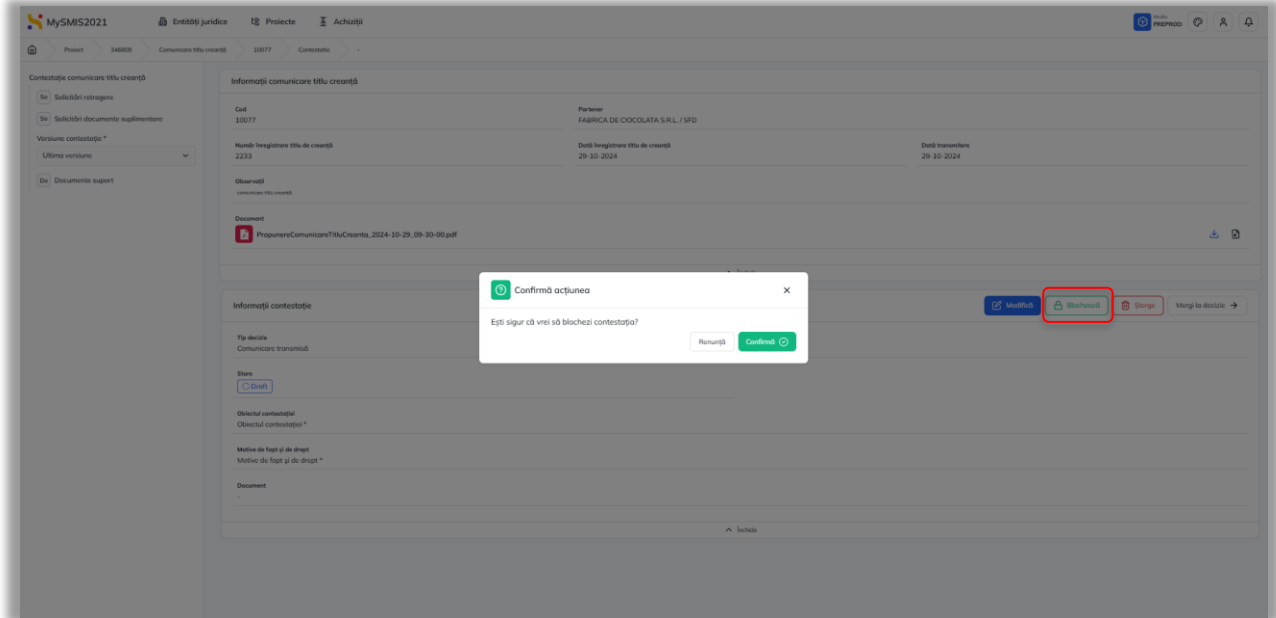 MySMIS2021
Entități juridice
Proiecte
Achiziții
Mediu
PREPROD
Proiect
346808
Comunicare titlu creanță
10077
Contestatie
-
Contestație comunicare titlu creanță
So Solicitări retragere
So Solicitări documente suplimentare
Versiune contestație *
Ultima versiune
Do Documente suport
Informații comunicare titlu creanță
Cod
10077
Partener
FABRICA DE CIOCOLATA S.R.L. / SFD
Număr înregistrare titlu de creanță
2233
Dată înregistrare titlu de creanță
29-10-2024
Dată transmitere
29-10-2024
Observații
comunicare titlu creanță
Document
PropunereComunicareTitluCreanta_2024-10-29_09-30-00.pdf
Confirmă acțiunea
Ești sigur că vrei să blochezi contestația?
Renunță
Confirmă
Informații contestație
Modifică
Blochează
Șterge
Mergi la decizie
Tip decizie
Comunicare transmisă
Stare
Draft
Obiectul contestației
Obiectul contestației *
Motive de fapt și de drept
Motive de fapt și de drept *
Document
-
Închide